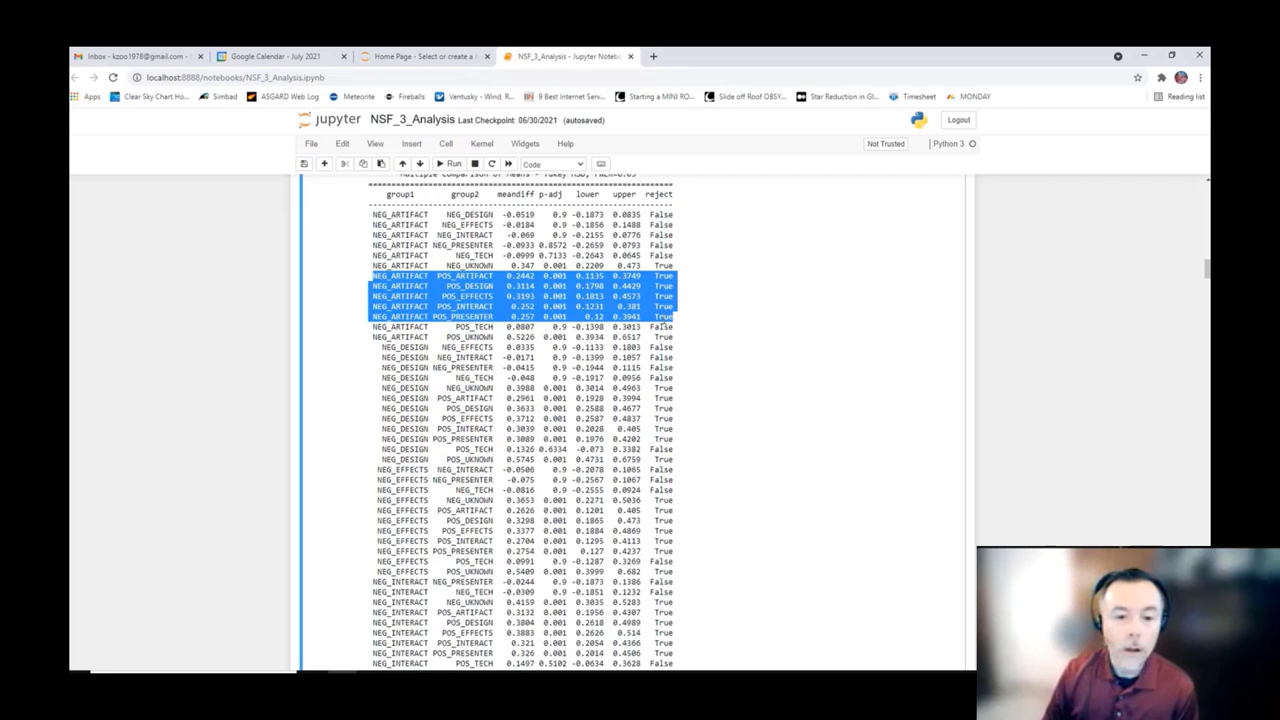 Inbox - kzoo1978@gmail.com -
Google Calendar - July 2021
Home Page - Select or create a
NSF_3_Analysis - Jupyter Notebo
localhost:8888/notebooks/NSF_3_Analysis.ipynb
Apps
Clear Sky Chart Ho...
Simbad
ASGARD Web Log
Meteorite
Fireballs
Ventusky - Wind, R...
9 Best Internet Serv...
Starting a MINI RO...
Slide off Roof OBSY...
Star Reduction in GI...
Timesheet
MONDAY
Reading list
jupyter NSF_3_Analysis Last Checkpoint: 06/30/2021 (autosaved)
Logout
File Edit View Insert Cell Kernel Widgets Help
Not Trusted
Python 3
Run
Code
Multiple Comparison of Means - Tukey HSD, FWER=0.05
group1 group2 meandiff p-adj lower upper reject
NEG_ARTIFACT NEG_DESIGN -0.0519 0.9 -0.1873 0.0835 False
NEG_ARTIFACT NEG_EFFECTS -0.0184 0.9 -0.1856 0.1488 False
NEG_ARTIFACT NEG_INTERACT -0.069 0.9 -0.2155 0.0776 False
NEG_ARTIFACT NEG_PRESENTER -0.0933 0.8572 -0.2659 0.0793 False
NEG_ARTIFACT NEG_TECH -0.0999 0.7133 -0.2643 0.0645 False
NEG_ARTIFACT NEG_UKNOWN 0.347 0.001 0.2209 0.473 True
NEG_ARTIFACT POS_ARTIFACT 0.2442 0.001 0.1135 0.3749 True
NEG_ARTIFACT POS_DESIGN 0.3114 0.001 0.1798 0.4429 True
NEG_ARTIFACT POS_EFFECTS 0.3193 0.001 0.1813 0.4573 True
NEG_ARTIFACT POS_INTERACT 0.252 0.001 0.1231 0.381 True
NEG_ARTIFACT POS_PRESENTER 0.257 0.001 0.12 0.3941 True
NEG_ARTIFACT POS_TECH 0.0807 0.9 -0.1398 0.3013 False
NEG_ARTIFACT POS_UKNOWN 0.5226 0.001 0.3934 0.6517 True
NEG_DESIGN NEG_EFFECTS 0.0335 0.9 -0.1133 0.1803 False
NEG_DESIGN NEG_INTERACT -0.0171 0.9 -0.1399 0.1057 False
NEG_DESIGN NEG_PRESENTER -0.0415 0.9 -0.1944 0.1115 False
NEG_DESIGN NEG_TECH -0.048 0.9 -0.1917 0.0956 False
NEG_DESIGN NEG_UKNOWN 0.3988 0.001 0.3014 0.4963 True
NEG_DESIGN POS_ARTIFACT 0.2961 0.001 0.1928 0.3994 True
NEG_DESIGN POS_DESIGN 0.3633 0.001 0.2588 0.4677 True
NEG_DESIGN POS_EFFECTS 0.3712 0.001 0.2587 0.4837 True
NEG_DESIGN POS_INTERACT 0.3039 0.001 0.2028 0.405 True
NEG_DESIGN POS_PRESENTER 0.3089 0.001 0.1976 0.4202 True
NEG_DESIGN POS_TECH 0.1326 0.6334 -0.073 0.3382 False
NEG_DESIGN POS_UKNOWN 0.5745 0.001 0.4731 0.6759 True
NEG_EFFECTS NEG_INTERACT -0.0506 0.9 -0.2078 0.1065 False
NEG_EFFECTS NEG_PRESENTER -0.075 0.9 -0.2567 0.1067 False
NEG_EFFECTS NEG_TECH -0.0816 0.9 -0.2555 0.0924 False
NEG_EFFECTS NEG_UKNOWN 0.3653 0.001 0.2271 0.5036 True
NEG_EFFECTS POS_ARTIFACT 0.2626 0.001 0.1201 0.405 True
NEG_EFFECTS POS_DESIGN 0.3298 0.001 0.1865 0.473 True
NEG_EFFECTS POS_EFFECTS 0.3377 0.001 0.1884 0.4869 True
NEG_EFFECTS POS_INTERACT 0.2704 0.001 0.1295 0.4113 True
NEG_EFFECTS POS_PRESENTER 0.2754 0.001 0.127 0.4237 True
NEG_EFFECTS POS_TECH 0.0991 0.9 -0.1287 0.3269 False
NEG_EFFECTS POS_UKNOWN 0.5409 0.001 0.3999 0.682 True
NEG_INTERACT NEG_PRESENTER -0.0244 0.9 -0.1873 0.1386 False
NEG_INTERACT NEG_TECH -0.0309 0.9 -0.1851 0.1232 False
NEG_INTERACT NEG_UKNOWN 0.4159 0.001 0.3035 0.5283 True
NEG_INTERACT POS_ARTIFACT 0.3132 0.001 0.1956 0.4307 True
NEG_INTERACT POS_DESIGN 0.3804 0.001 0.2618 0.4989 True
NEG_INTERACT POS_EFFECTS 0.3883 0.001 0.2626 0.514 True
NEG_INTERACT POS_INTERACT 0.321 0.001 0.2054 0.4366 True
NEG_INTERACT POS_PRESENTER 0.326 0.001 0.2014 0.4506 True
NEG_INTERACT POS_TECH 0.1497 0.5102 -0.0634 0.3628 False